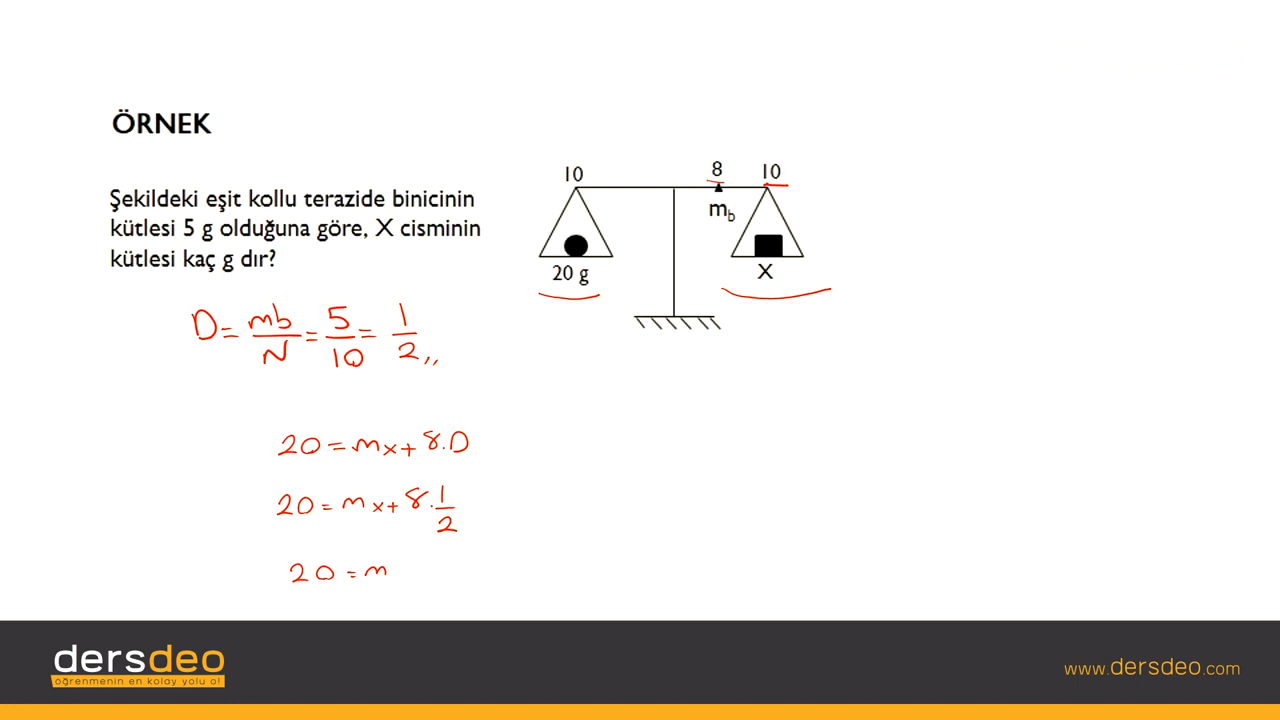 ÖRNEK
Şekildeki eşit kollu terazide binicinin
kütlesi 5 g olduğuna göre, X cisminin
kütlesi kaç g dır?
10
8
10
m_b
20 g
X
D = mb/N = 5/10 = 1/2,,
20 = mx + 8.D
20 = mx + 8.1/2
20 = m
dersdeo
öğrenmenin en kolay yolu o!
www.dersdeo.com